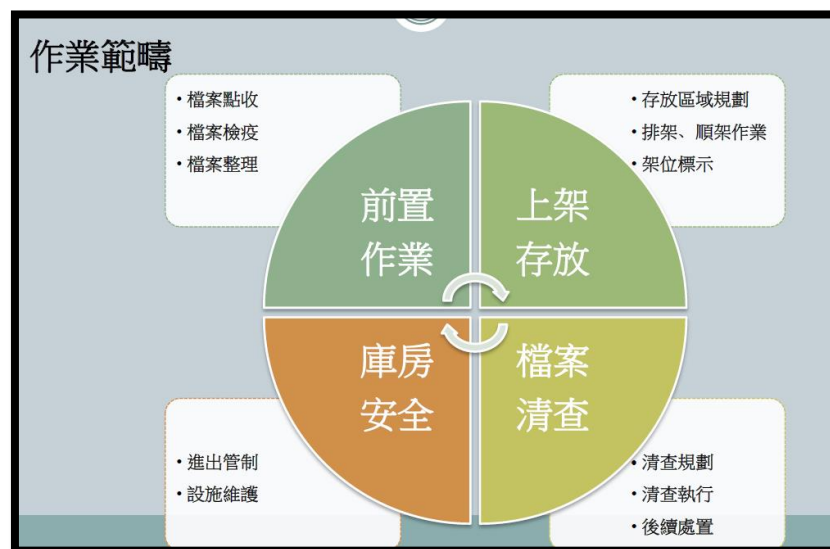 作業範疇
• 檔案點收
• 檔案檢疫
• 檔案整理
• 存放區域規劃
• 排架、順架作業
• 架位標示
前置
作業
上架
存放
庫房
安全
檔案
清查
• 進出管制
• 設施維護
• 清查規劃
• 清查執行
• 後續處置